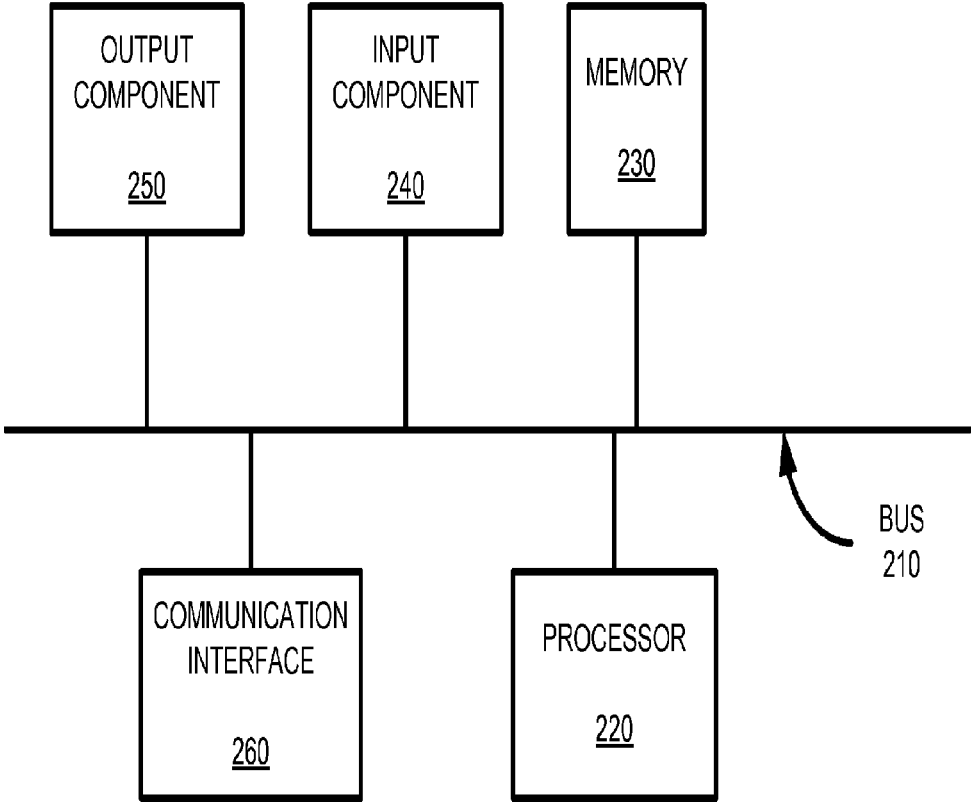 OUTPUT
COMPONENT
250
INPUT
COMPONENT
240
MEMORY
230
BUS
210
COMMUNICATION
INTERFACE
260
PROCESSOR
220